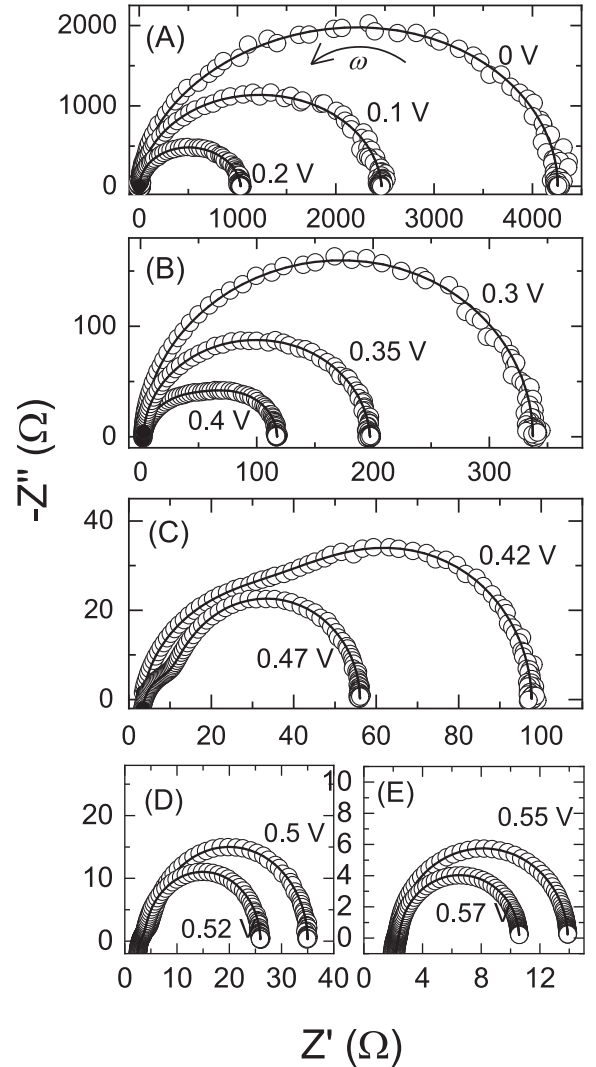 -Z'' (Ω)
(A)
2000
1000
0
ω
0 V
0.1 V
0.2 V
0 1000 2000 3000 4000
(B)
100
0
0.3 V
0.35 V
0.4 V
0 100 200 300
(C)
40
20
0
0.42 V
0.47 V
0 20 40 60 80 100
(D)
20
10
0
0.5 V
0.52 V
0 10 20 30 40
(E)
10
8
6
4
2
0
0.55 V
0.57 V
0 4 8 12
Z' (Ω)